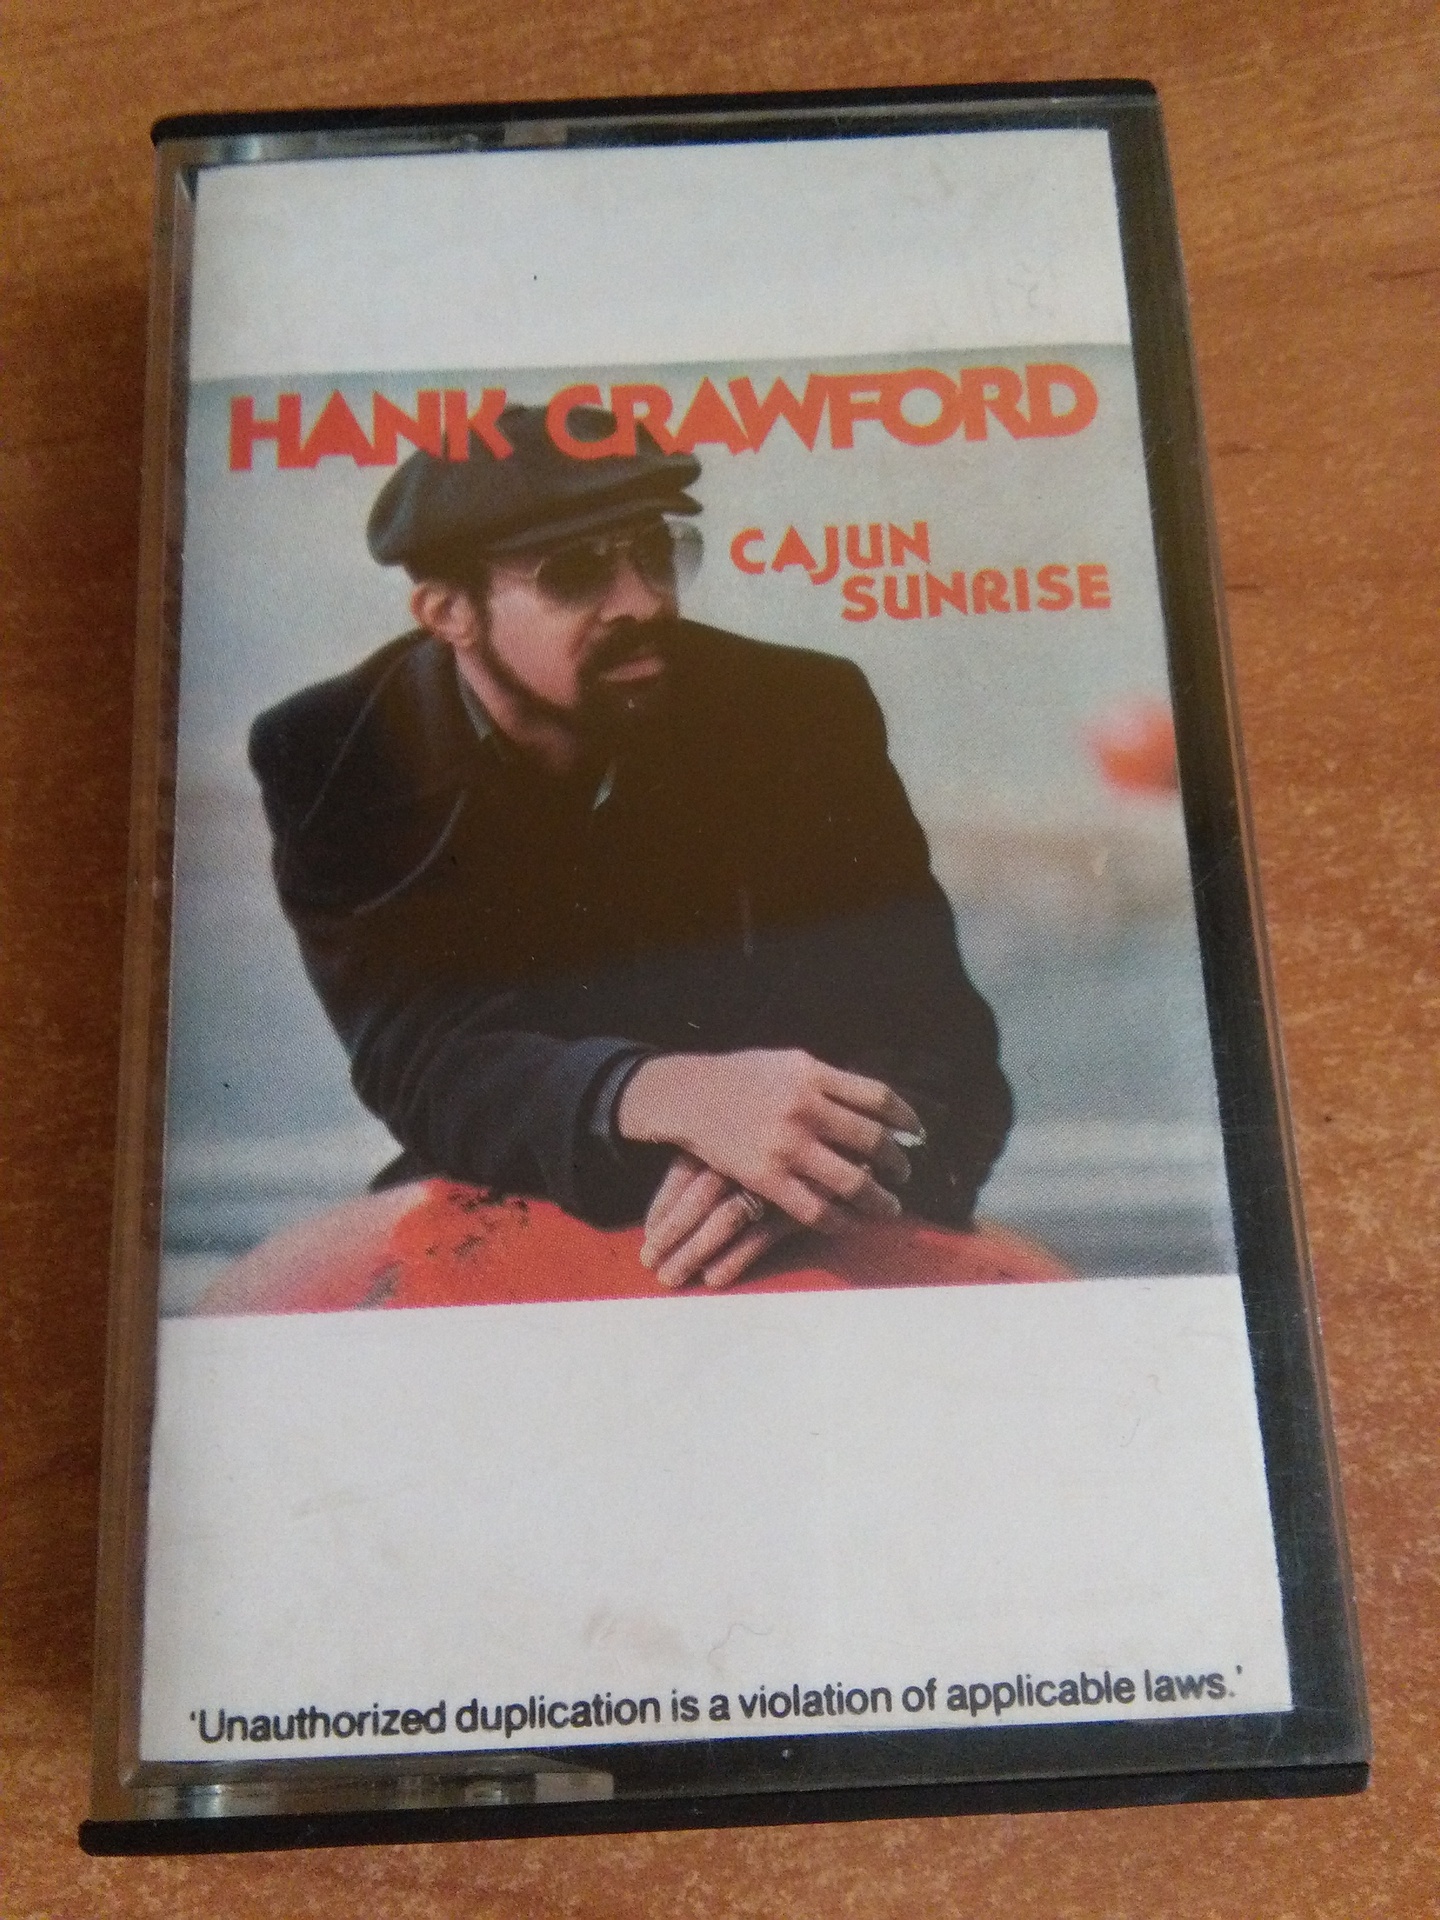 HANK CRAWFORD
CAJUN
SUNRISE
'Unauthorized duplication is a violation of applicable laws.'